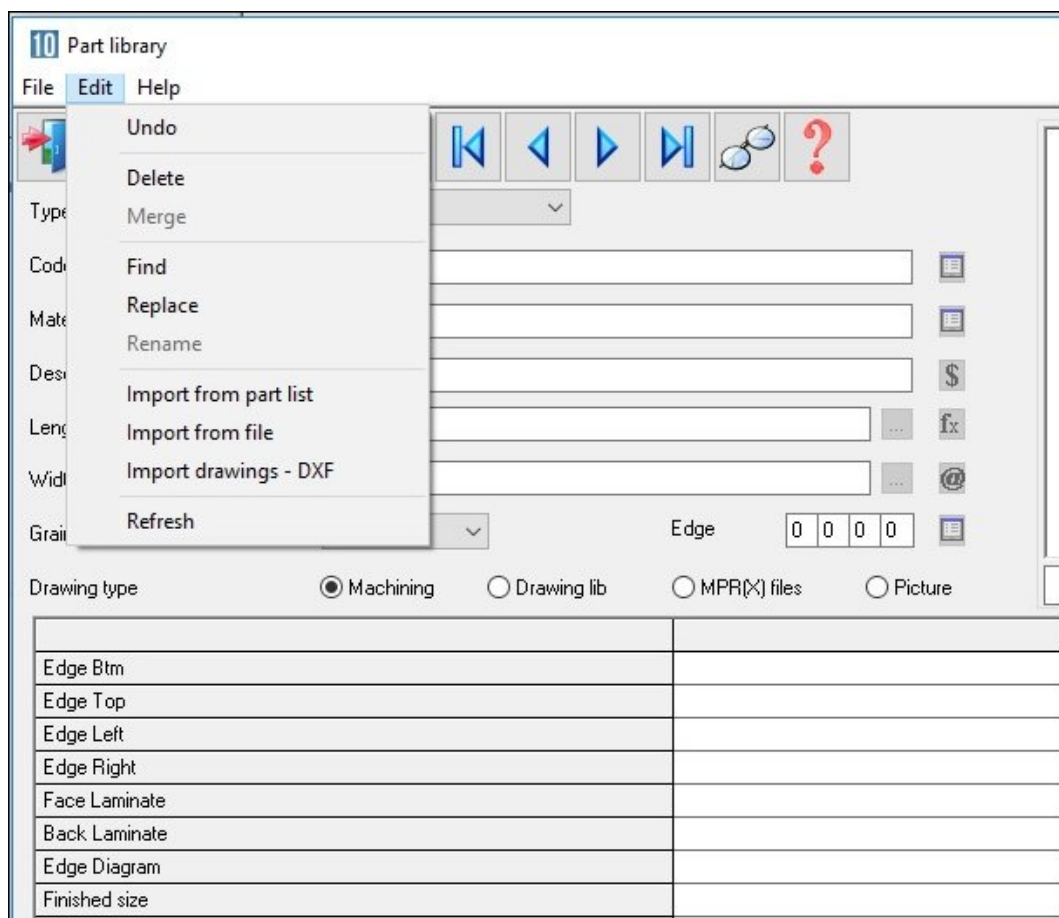 10 Part library
File Edit Help
Undo
Delete
Merge
Find
Replace
Rename
Import from part list
Import from file
Import drawings - DXF
Refresh
?
Type
Code
Mate
Desc
$
Leng
... fx
Widt
... @
Grain
Edge 0 0 0 0
Drawing type Machining Drawing lib MPR(X) files Picture
Edge Btm
Edge Top
Edge Left
Edge Right
Face Laminate
Back Laminate
Edge Diagram
Finished size